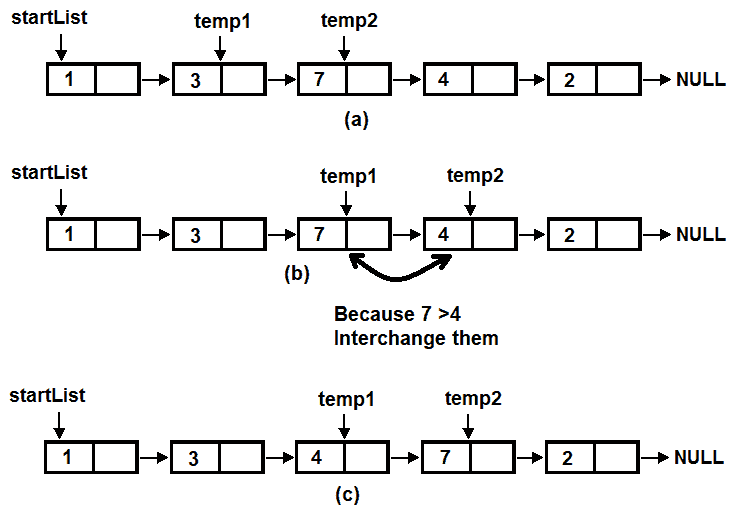 startList
temp1 temp2
1 3 7 4 2 NULL
(a)
startList
temp1 temp2
1 3 7 4 2 NULL
(b)
Because 7 >4
Interchange them
startList
temp1 temp2
1 3 4 7 2 NULL
(c)